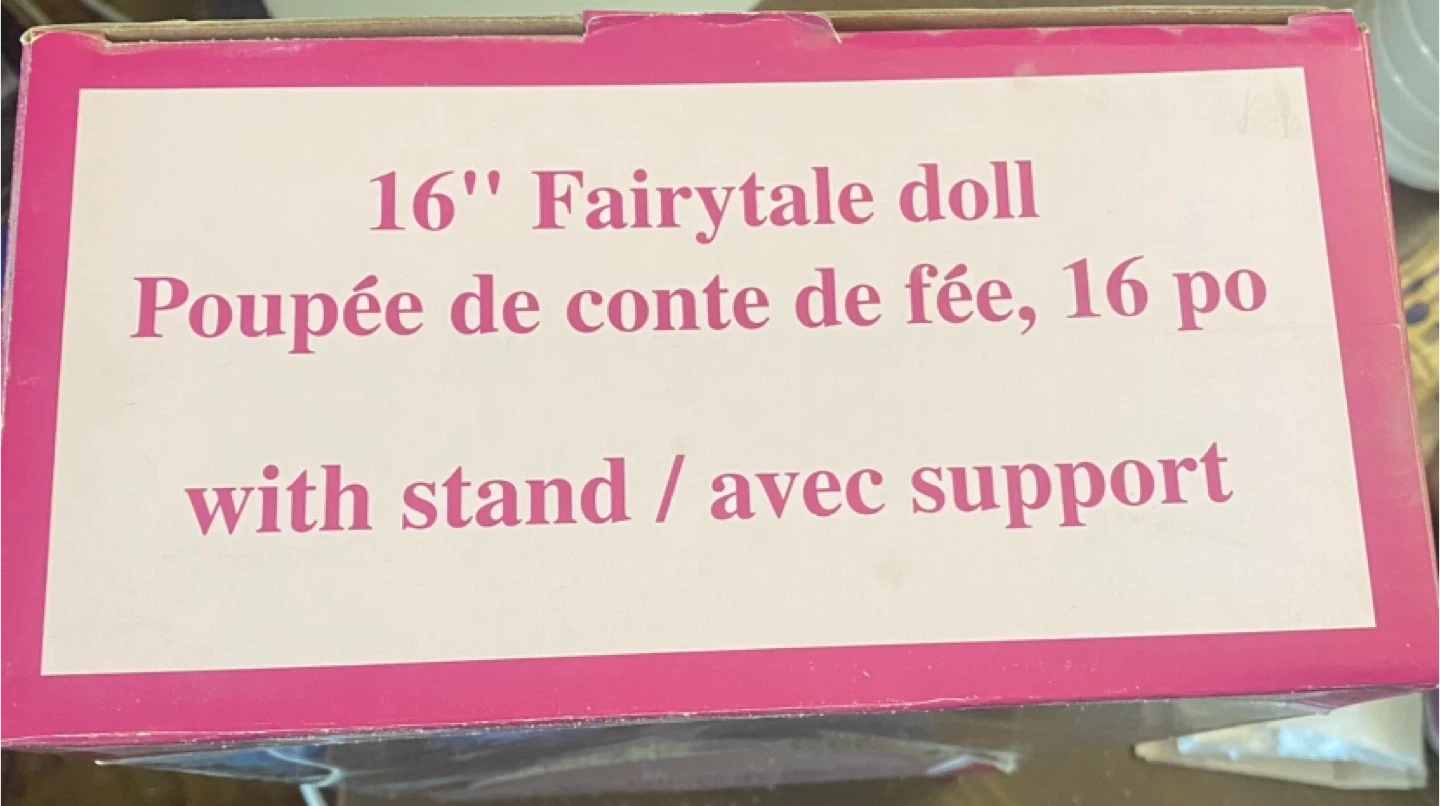 16'' Fairytale doll
Poupée de conte de fée, 16 po
with stand / avec support